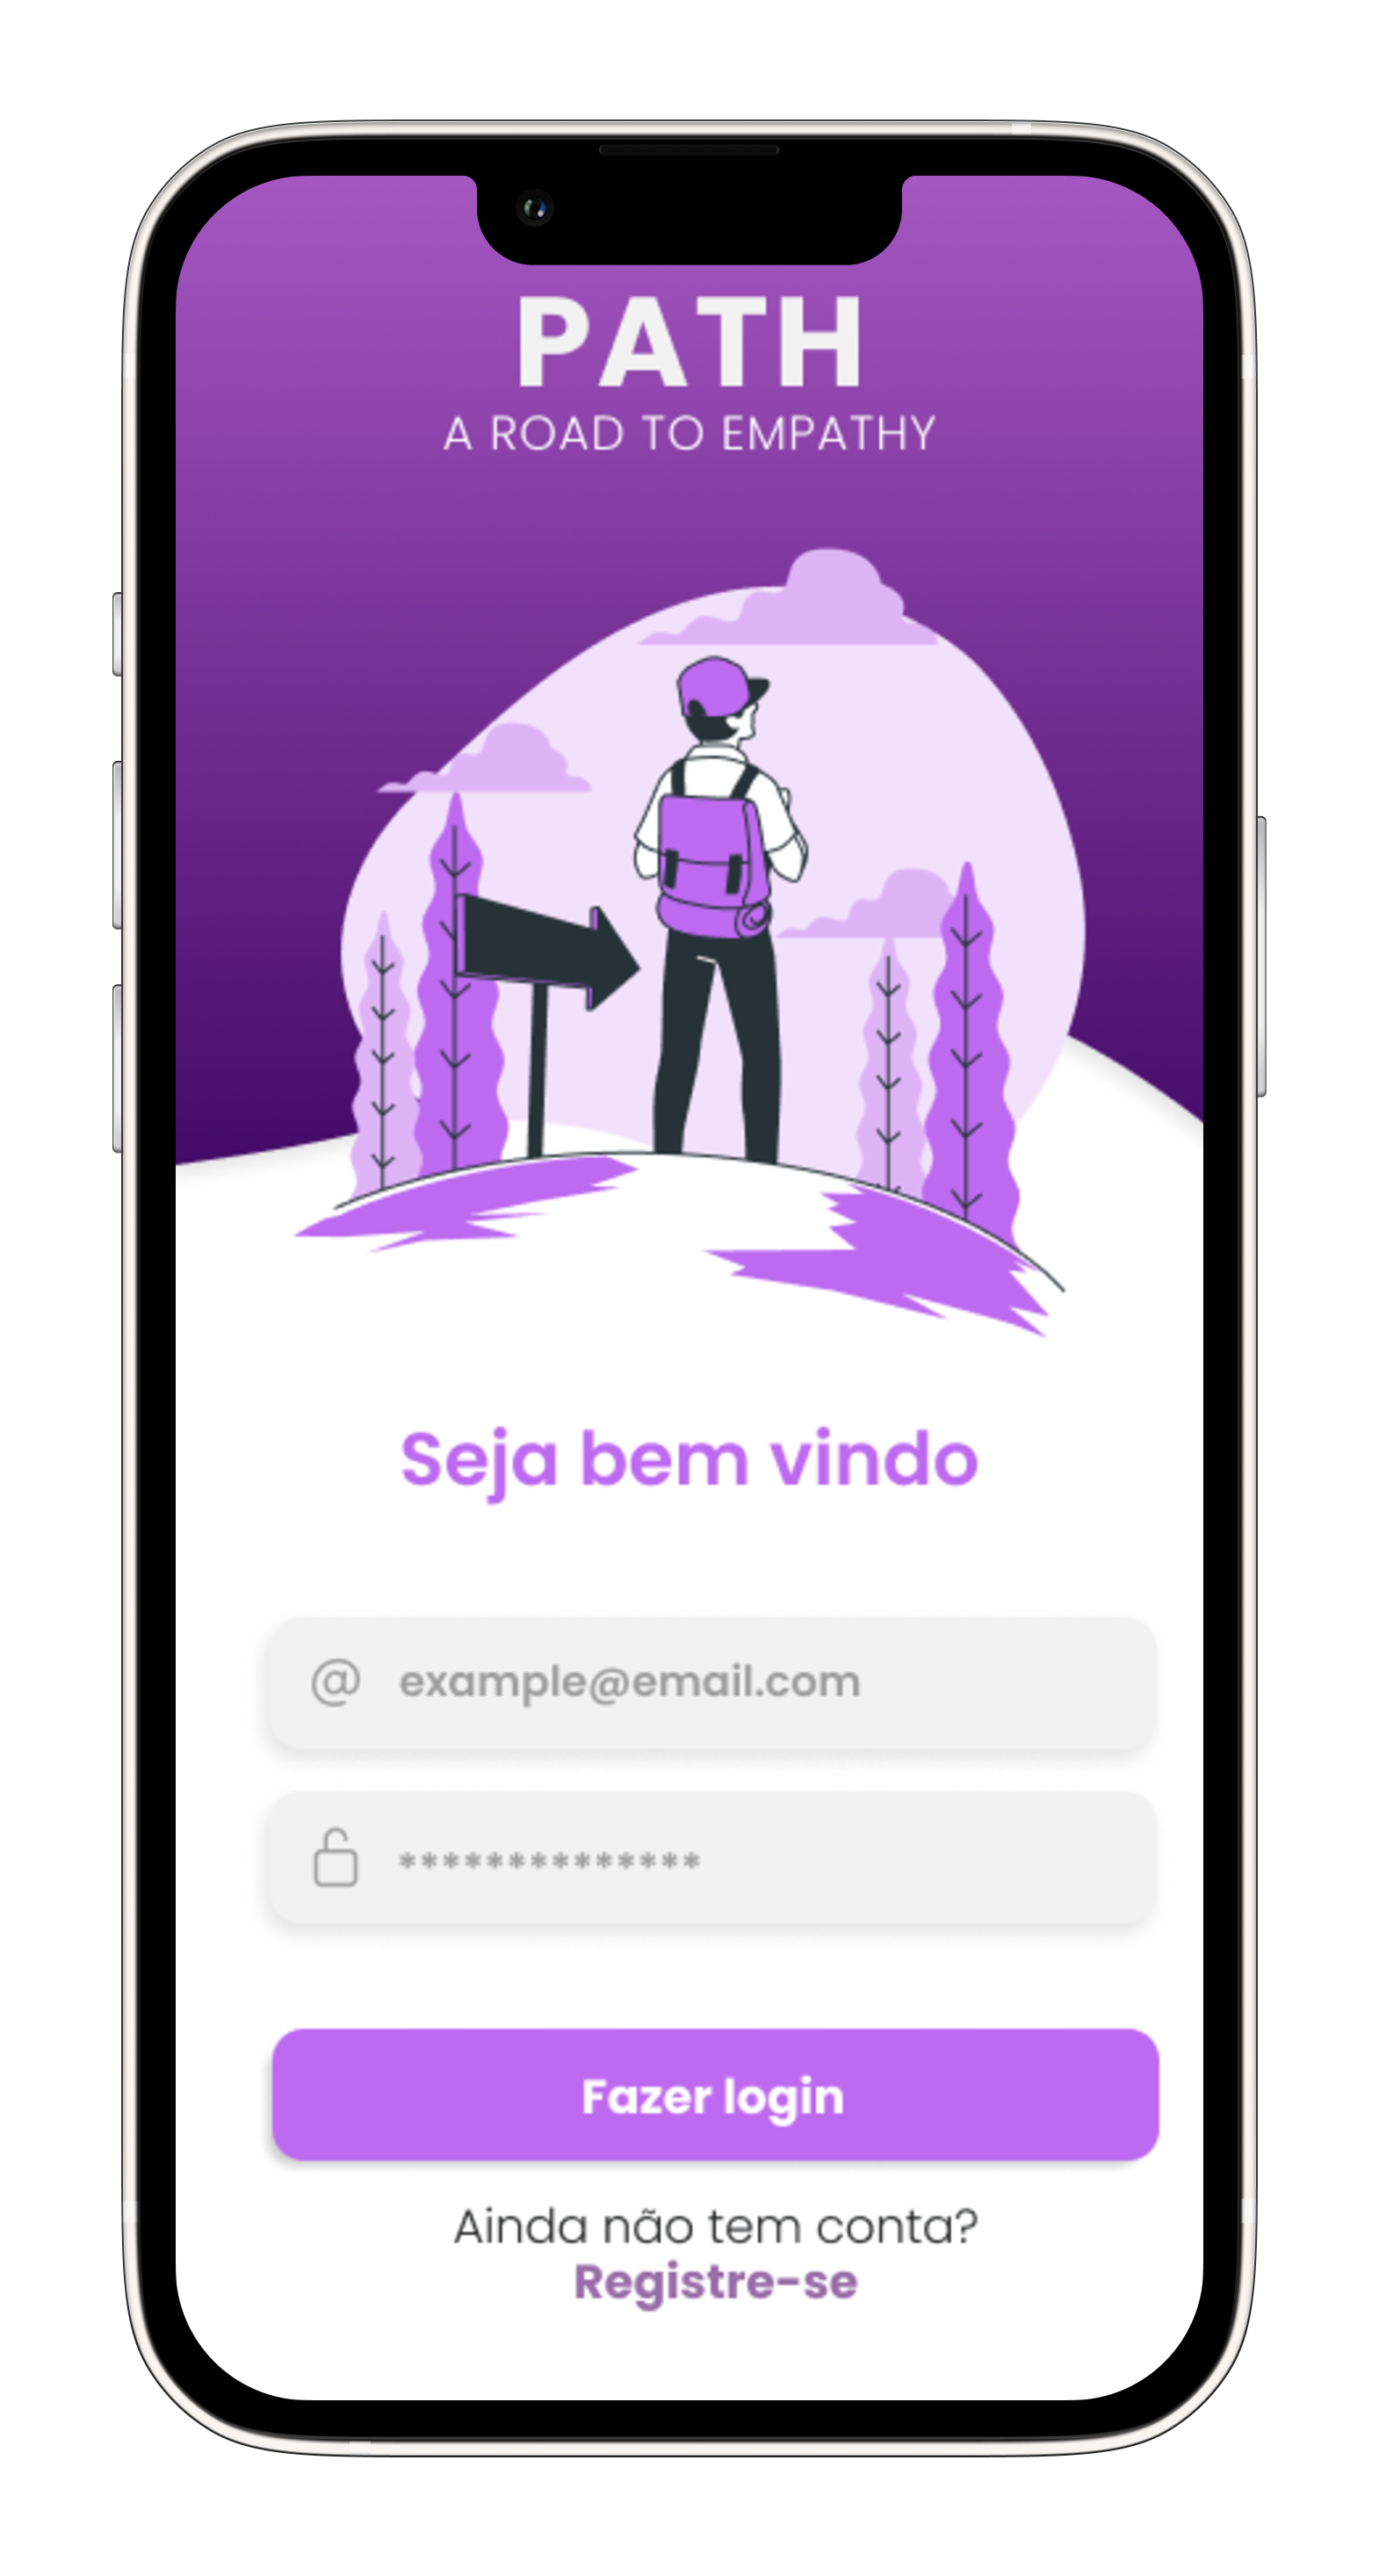 PATH
A ROAD TO EMPATHY
Seja bem vindo
@ example@email.com
**************
Fazer login
Ainda não tem conta?
Registre-se